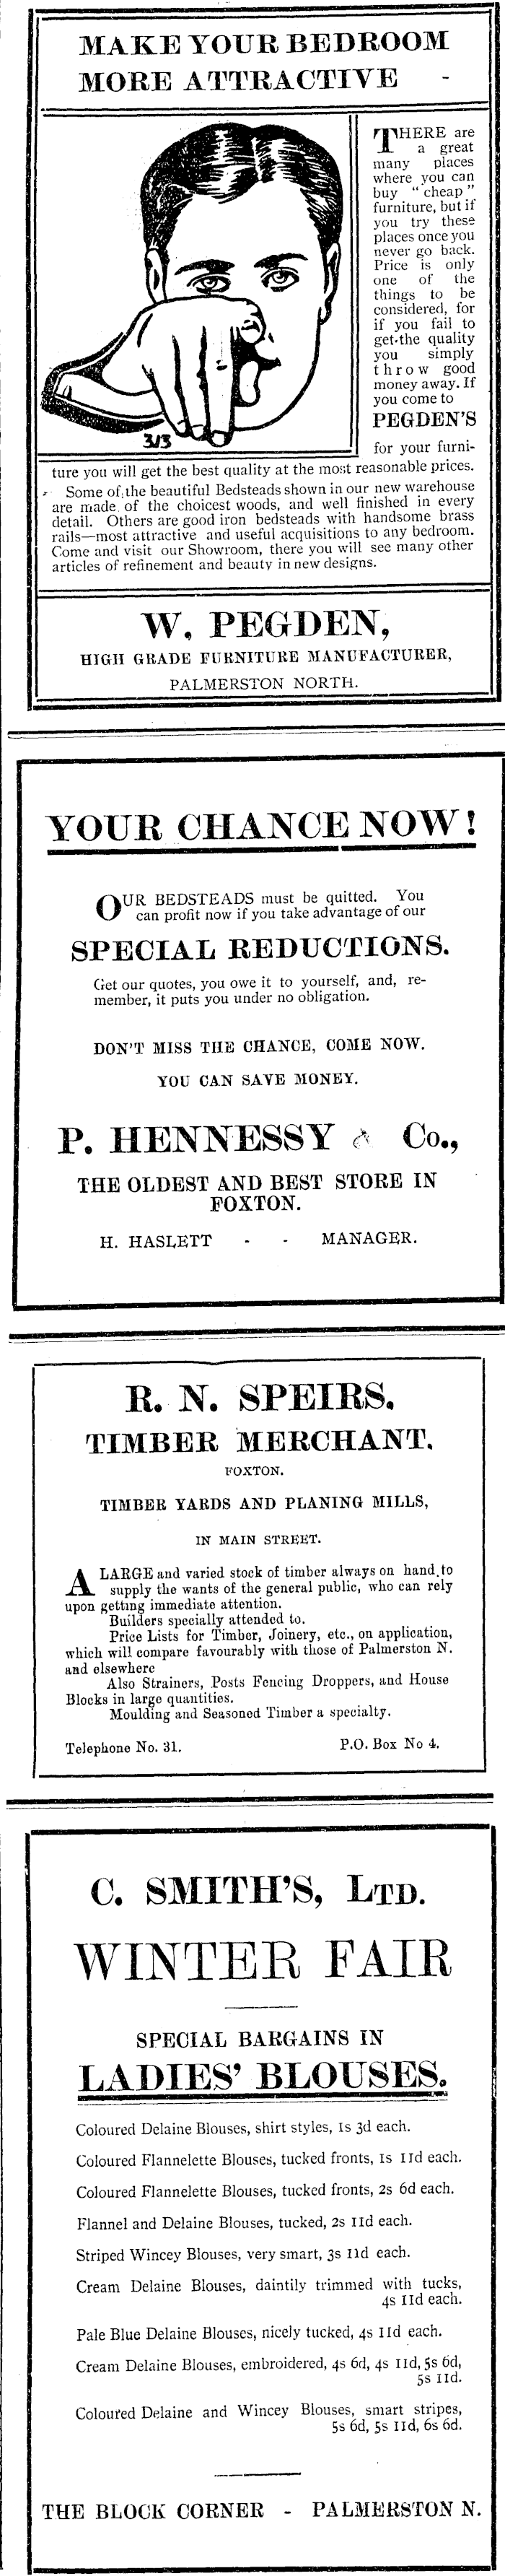 MAKE YOUR BEDROOM
MORE ATTRACTIVE -
THERE are
a great
many places
where you can
buy " cheap "
furniture, but if
you try these
places once you
never go back.
Price is only
one of the
things to be
considered, for
if you fail to
get the quality
you simply
throw good
money away. If
you come to
PEGDEN'S
for your furni-
ture you will get the best quality at the most reasonable prices.
3/3
Some of the beautiful Bedsteads shown in our new warehouse
are made of the choicest woods, and well finished in every
detail. Others are good iron bedsteads with handsome brass
rails—most attractive and useful acquisitions to any bedroom.
Come and visit our Showroom, there you will see many other
articles of refinement and beauty in new designs.
W. PEGDEN,
HIGH GRADE FURNITURE MANUFACTURER,
PALMERSTON NORTH.
YOUR CHANCE NOW!
OUR BEDSTEADS must be quitted. You
can profit now if you take advantage of our
SPECIAL REDUCTIONS.
Get our quotes, you owe it to yourself, and, re-
member, it puts you under no obligation.
DON'T MISS THE CHANCE, COME NOW.
YOU CAN SAVE MONEY.
P. HENNESSY & Co.,
THE OLDEST AND BEST STORE IN
FOXTON.
H. HASLETT - - MANAGER.
R. N. SPEIRS,
TIMBER MERCHANT.
FOXTON.
TIMBER YARDS AND PLANING MILLS,
IN MAIN STREET.
A LARGE and varied stock of timber always on hand to
supply the wants of the general public, who can rely
upon getting immediate attention.
Builders specially attended to.
Price Lists for Timber, Joinery, etc., on application,
which will compare favourably with those of Palmerston N.
and elsewhere
Also Strainers, Posts Fencing Droppers, and House
Blocks in large quantities.
Moulding and Seasoned Timber a specialty.
Telephone No. 31. P.O. Box No 4.
C. SMITH'S, LTD.
WINTER FAIR
SPECIAL BARGAINS IN
LADIES' BLOUSES.
Coloured Delaine Blouses, shirt styles, 1s 3d each.
Coloured Flannelette Blouses, tucked fronts, 1s 11d each.
Coloured Flannelette Blouses, tucked fronts, 2s 6d each.
Flannel and Delaine Blouses, tucked, 2s 11d each.
Striped Wincey Blouses, very smart, 3s 11d each.
Cream Delaine Blouses, daintily trimmed with tucks,
4s 11d each.
Pale Blue Delaine Blouses, nicely tucked, 4s 11d each.
Cream Delaine Blouses, embroidered, 4s 6d, 4s 11d, 5s 6d,
5s 11d.
Coloured Delaine and Wincey Blouses, smart stripes,
5s 6d, 5s 11d, 6s 6d.
THE BLOCK CORNER - PALMERSTON N.